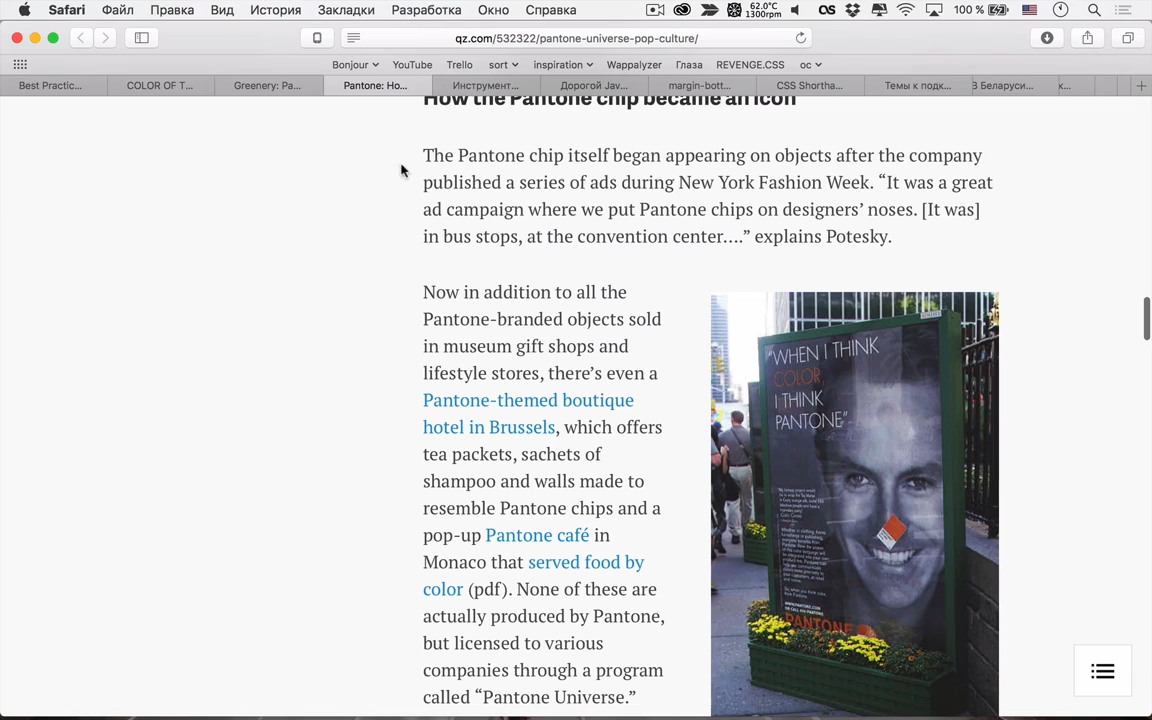 Safari Файл Правка Вид История Закладки Разработка Окно Справка 62.0°C 1300rpm 100 %
qz.com/532322/pantone-universe-pop-culture/
Bonjour YouTube Trello sort inspiration Wappalyzer Глаза REVENGE.CSS ос
Best Practic... COLOR OF T... Greenery: Pa... Pantone: Ho... Инструмент... Дорогой Jav... margin-bott... CSS Shortha... Темы к подк... В Беларуси... к...
How the Pantone chip became an icon
The Pantone chip itself began appearing on objects after the company
published a series of ads during New York Fashion Week. “It was a great
ad campaign where we put Pantone chips on designers’ noses. [It was]
in bus stops, at the convention center….” explains Potesky.
Now in addition to all the
Pantone-branded objects sold
in museum gift shops and
lifestyle stores, there’s even a
Pantone-themed boutique
hotel in Brussels, which offers
tea packets, sachets of
shampoo and walls made to
resemble Pantone chips and a
pop-up Pantone café in
Monaco that served food by
color (pdf). None of these are
actually produced by Pantone,
but licensed to various
companies through a program
called “Pantone Universe.”
"WHEN I THINK
COLOR,
I THINK
PANTONE"
PANTONE